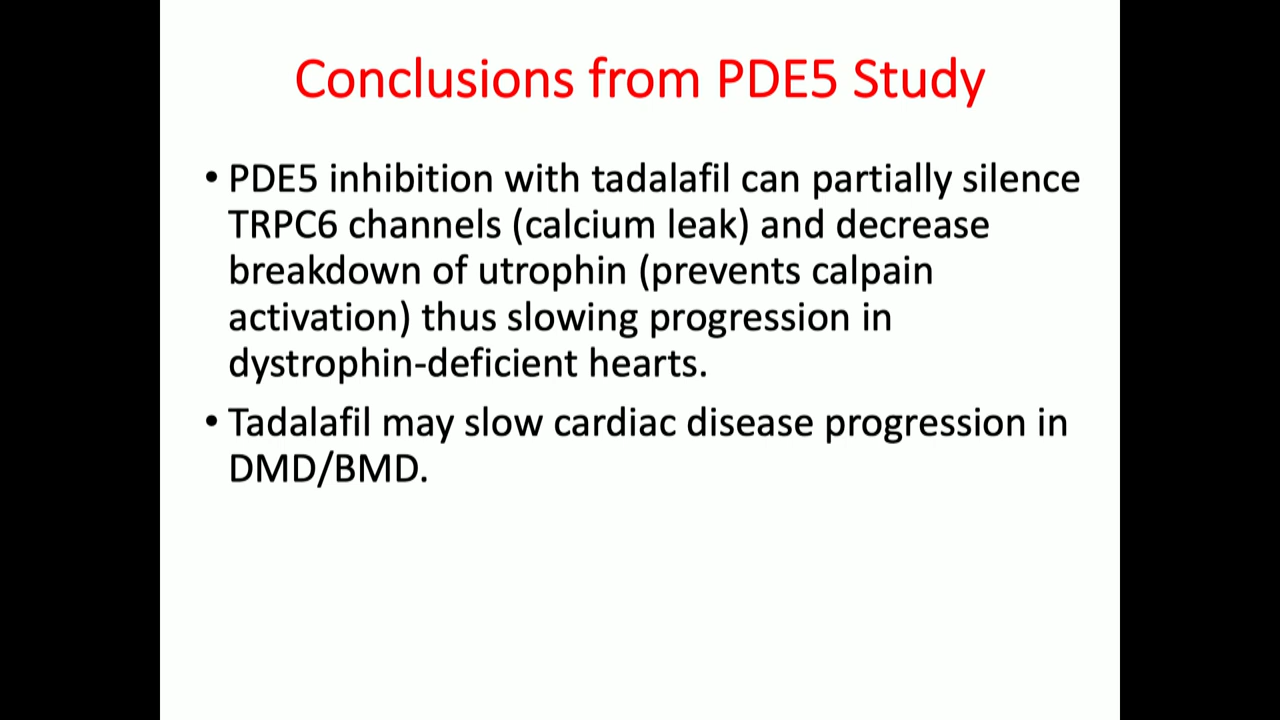 Conclusions from PDE5 Study
• PDE5 inhibition with tadalafil can partially silence
TRPC6 channels (calcium leak) and decrease
breakdown of utrophin (prevents calpain
activation) thus slowing progression in
dystrophin-deficient hearts.
• Tadalafil may slow cardiac disease progression in
DMD/BMD.